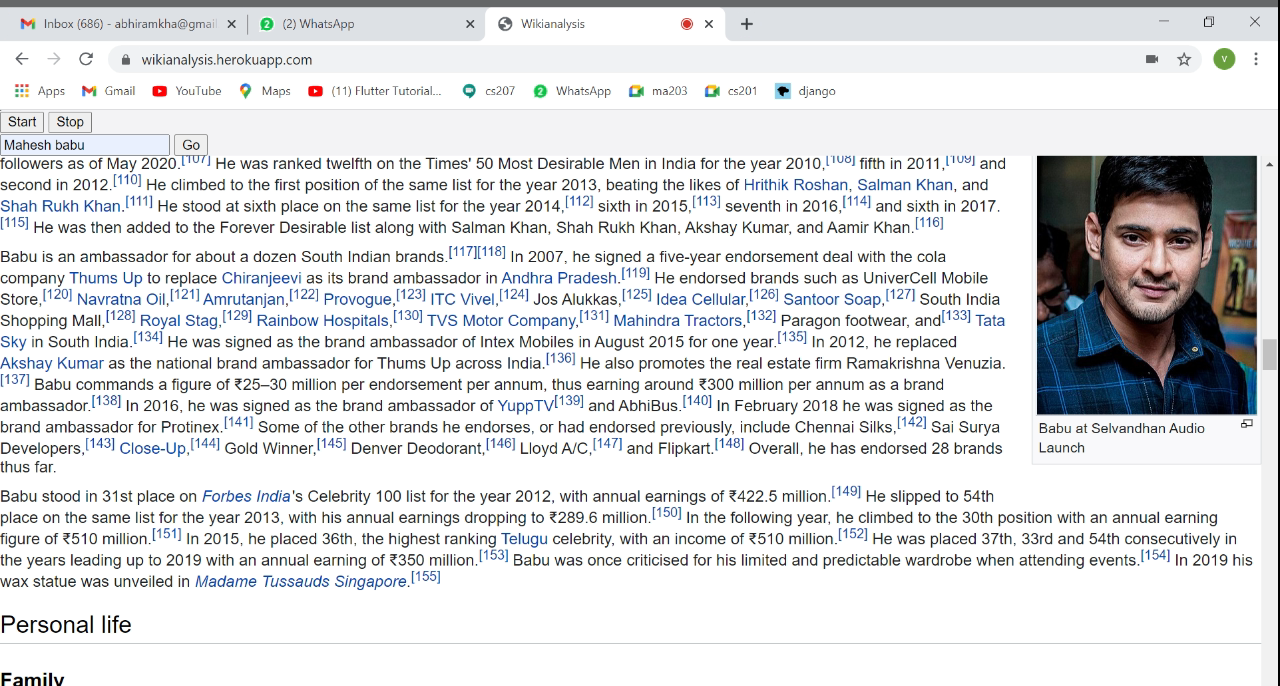 Inbox (686) - abhiramkha@gmai
(2) WhatsApp
Wikianalysis
wikianalysis.herokuapp.com
V
Apps
Gmail
YouTube
Maps
(11) Flutter Tutorial...
cs207
WhatsApp
ma203
cs201
django
Start
Stop
Mahesh babu
Go
followers as of May 2020.[107] He was ranked twelfth on the Times' 50 Most Desirable Men in India for the year 2010,[108] fifth in 2011,[109] and
second in 2012.[110] He climbed to the first position of the same list for the year 2013, beating the likes of Hrithik Roshan, Salman Khan, and
Shah Rukh Khan.[111] He stood at sixth place on the same list for the year 2014,[112] sixth in 2015,[113] seventh in 2016,[114] and sixth in 2017.
[115] He was then added to the Forever Desirable list along with Salman Khan, Shah Rukh Khan, Akshay Kumar, and Aamir Khan.[116]
Babu is an ambassador for about a dozen South Indian brands.[117][118] In 2007, he signed a five-year endorsement deal with the cola
company Thums Up to replace Chiranjeevi as its brand ambassador in Andhra Pradesh.[119] He endorsed brands such as UniverCell Mobile
Store,[120] Navratna Oil,[121] Amrutanjan,[122] Provogue,[123] ITC Vivel,[124] Jos Alukkas,[125] Idea Cellular,[126] Santoor Soap,[127] South India
Shopping Mall,[128] Royal Stag,[129] Rainbow Hospitals,[130] TVS Motor Company,[131] Mahindra Tractors,[132] Paragon footwear, and[133] Tata
Sky in South India.[134] He was signed as the brand ambassador of Intex Mobiles in August 2015 for one year.[135] In 2012, he replaced
Akshay Kumar as the national brand ambassador for Thums Up across India.[136] He also promotes the real estate firm Ramakrishna Venuzia.
[137] Babu commands a figure of ₹25–30 million per endorsement per annum, thus earning around ₹300 million per annum as a brand
ambassador.[138] In 2016, he was signed as the brand ambassador of YuppTV[139] and AbhiBus.[140] In February 2018 he was signed as the
brand ambassador for Protinex.[141] Some of the other brands he endorses, or had endorsed previously, include Chennai Silks,[142] Sai Surya
Developers,[143] Close-Up,[144] Gold Winner,[145] Denver Deodorant,[146] Lloyd A/C,[147] and Flipkart.[148] Overall, he has endorsed 28 brands
thus far.
Babu at Selvandhan Audio
Launch
Babu stood in 31st place on Forbes India's Celebrity 100 list for the year 2012, with annual earnings of ₹422.5 million.[149] He slipped to 54th
place on the same list for the year 2013, with his annual earnings dropping to ₹289.6 million.[150] In the following year, he climbed to the 30th position with an annual earning
figure of ₹510 million.[151] In 2015, he placed 36th, the highest ranking Telugu celebrity, with an income of ₹510 million.[152] He was placed 37th, 33rd and 54th consecutively in
the years leading up to 2019 with an annual earning of ₹350 million.[153] Babu was once criticised for his limited and predictable wardrobe when attending events.[154] In 2019 his
wax statue was unveiled in Madame Tussauds Singapore.[155]
Personal life
Family